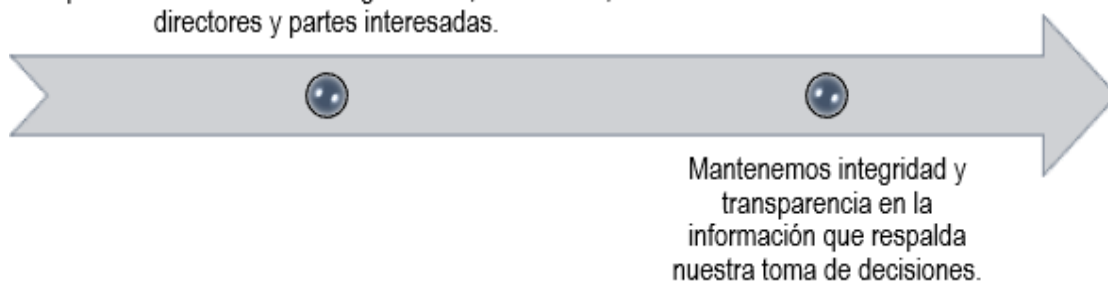 directores y partes interesadas.
Mantenemos integridad y
transparencia en la
información que respalda
nuestra toma de decisiones.